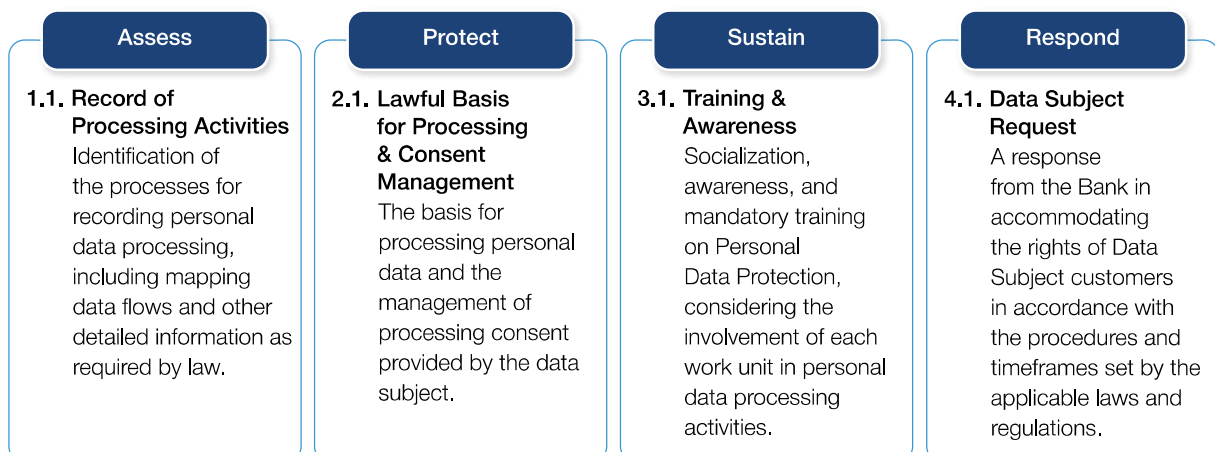 Assess
1.1. Record of
Processing Activities
Identification of
the processes for
recording personal
data processing,
including mapping
data flows and other
detailed information as
required by law.
Protect
2.1. Lawful Basis
for Processing
& Consent
Management
The basis for
processing personal
data and the
management of
processing consent
provided by the data
subject.
Sustain
3.1. Training &
Awareness
Socialization,
awareness, and
mandatory training
on Personal
Data Protection,
considering the
involvement of each
work unit in personal
data processing
activities.
Respond
4.1. Data Subject
Request
A response
from the Bank in
accommodating
the rights of Data
Subject customers
in accordance with
the procedures and
timeframes set by the
applicable laws and
regulations.